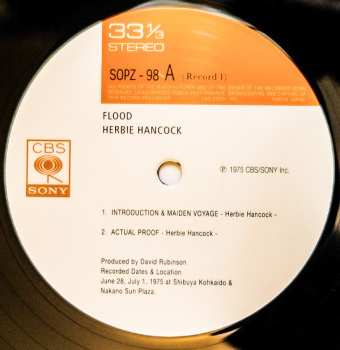 33 1/3
STEREO
SOPZ - 98-A (Record 1)
FLOOD
HERBIE HANCOCK
CBS
SONY
℗ 1975 CBS/SONY Inc.
1. INTRODUCTION & MAIDEN VOYAGE - Herbie Hancock -
2. ACTUAL PROOF - Herbie Hancock -
Produced by David Rubinson
Recorded Dates & Location
June 28, July 1, 1975 at Shibuya Kohkaido &
Nakano Sun Plaza.